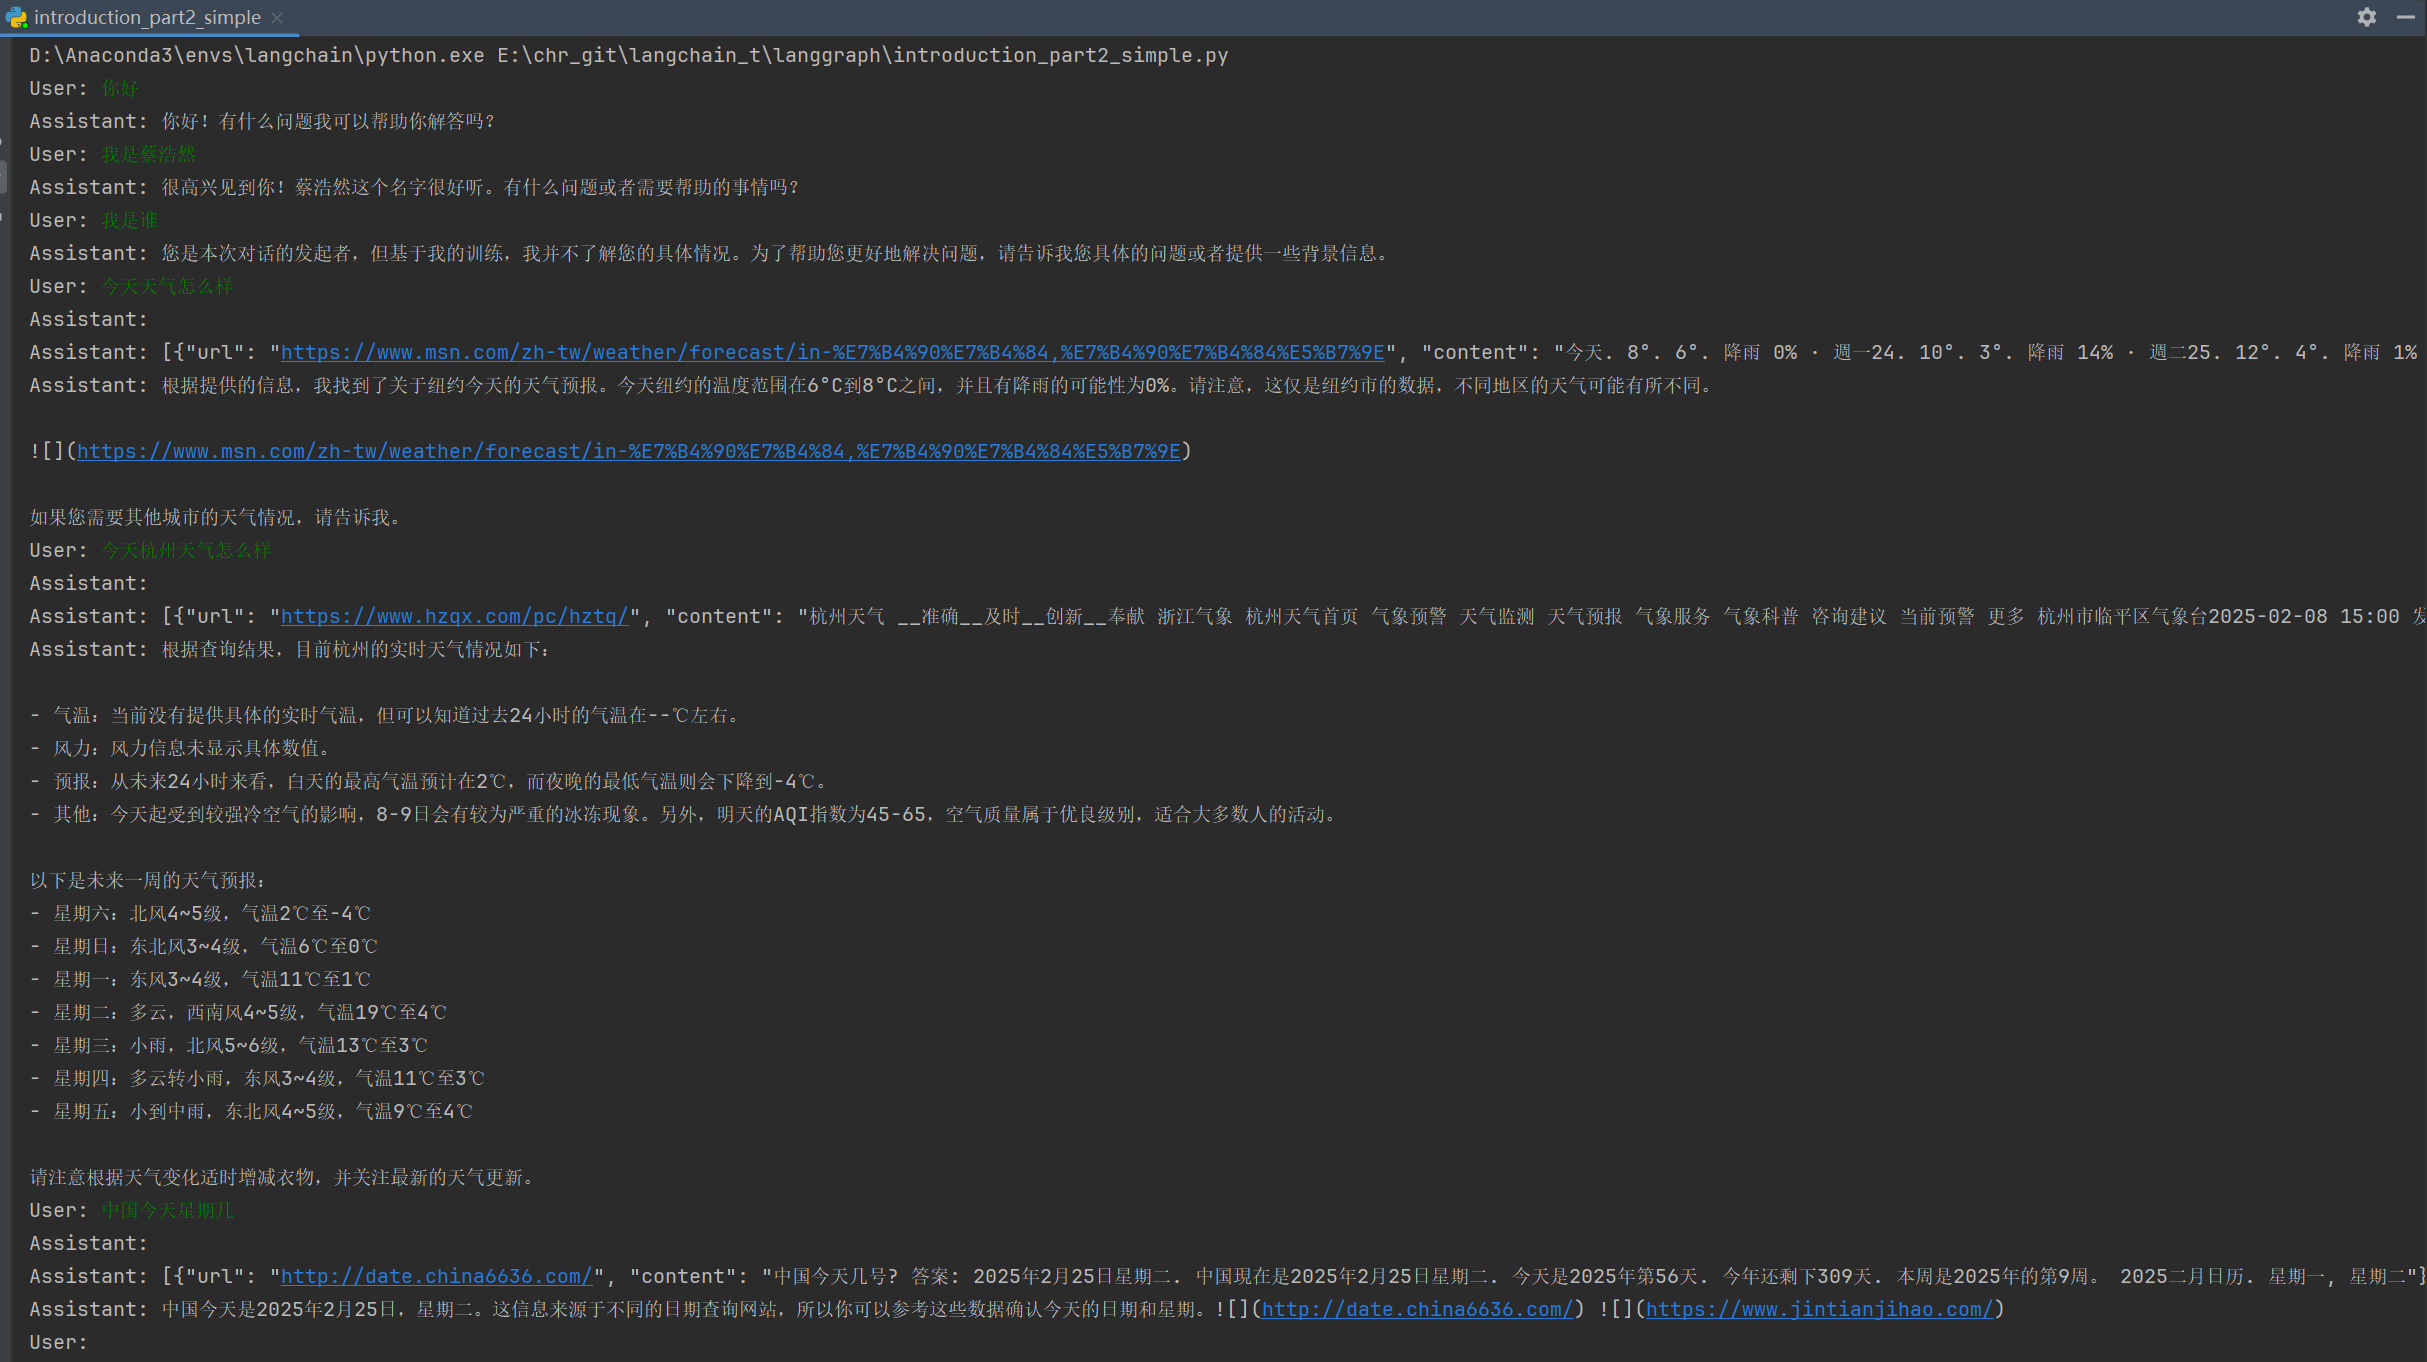 introduction_part2_simple
D:\Anaconda3\envs\langchain\python.exe E:\chr_git\langchain_t\langgraph\introduction_part2_simple.py
User: 你好
Assistant: 你好！有什么问题我可以帮助你解答吗？
User: 我是蔡浩然
Assistant: 很高兴见到你！蔡浩然这个名字很好听。有什么问题或者需要帮助的事情吗？
User: 我是谁
Assistant: 您是本次对话的发起者，但基于我的训练，我并不了解您的具体情况。为了帮助您更好地解决问题，请告诉我您具体的问题或者提供一些背景信息。
User: 今天天气怎么样
Assistant:
Assistant: [{"url": "https://www.msn.com/zh-tw/weather/forecast/in-%E7%B4%90%E7%B4%84,%E7%B4%90%E7%B4%84%E5%B7%9E", "content": "今天. 8°. 6°. 降雨 0% · 週一24. 10°. 3°. 降雨 14% · 週二25. 12°. 4°. 降雨 1%
Assistant: 根据提供的信息，我找到了关于纽约今天的天气预报。今天纽约的温度范围在6°C到8°C之间，并且有降雨的可能性为0%。请注意，这仅是纽约市的数据，不同地区的天气可能有所不同。
![](https://www.msn.com/zh-tw/weather/forecast/in-%E7%B4%90%E7%B4%84,%E7%B4%90%E7%B4%84%E5%B7%9E)
如果您需要其他城市的天气情况，请告诉我。
User: 今天杭州天气怎么样
Assistant:
Assistant: [{"url": "https://www.hzqx.com/pc/hztq/", "content": "杭州天气 __准确__及时__创新__奉献 浙江气象 杭州天气首页 气象预警 天气监测 天气预报 气象服务 气象科普 咨询建议 当前预警 更多 杭州市临平区气象台2025-02-08 15:00 发
Assistant: 根据查询结果，目前杭州的实时天气情况如下：
- 气温：当前没有提供具体的实时气温，但可以知道过去24小时的气温在--℃左右。
- 风力：风力信息未显示具体数值。
- 预报：从未来24小时来看，白天的最高气温预计在2℃，而夜晚的最低气温则会下降到-4℃。
- 其他：今天起受到较强冷空气的影响，8-9日会有较为严重的冰冻现象。另外，明天的AQI指数为45-65，空气质量属于优良级别，适合大多数人的活动。
以下是未来一周的天气预报：
- 星期六：北风4~5级，气温2℃至-4℃
- 星期日：东北风3~4级，气温6℃至0℃
- 星期一：东风3~4级，气温11℃至1℃
- 星期二：多云，西南风4~5级，气温19℃至4℃
- 星期三：小雨，北风5~6级，气温13℃至3℃
- 星期四：多云转小雨，东风3~4级，气温11℃至3℃
- 星期五：小到中雨，东北风4~5级，气温9℃至4℃
请注意根据天气变化适时增减衣物，并关注最新的天气更新。
User: 中国今天星期几
Assistant:
Assistant: [{"url": "http://date.china6636.com/", "content": "中国今天几号? 答案: 2025年2月25日星期二. 中国現在是2025年2月25日星期二. 今天是2025年第56天. 今年还剩下309天. 本周是2025年的第9周。 2025二月日历. 星期一, 星期二"}
Assistant: 中国今天是2025年2月25日，星期二。这信息来源于不同的日期查询网站，所以你可以参考这些数据确认今天的日期和星期。![](http://date.china6636.com/) ![](https://www.jintianjihao.com/)
User: